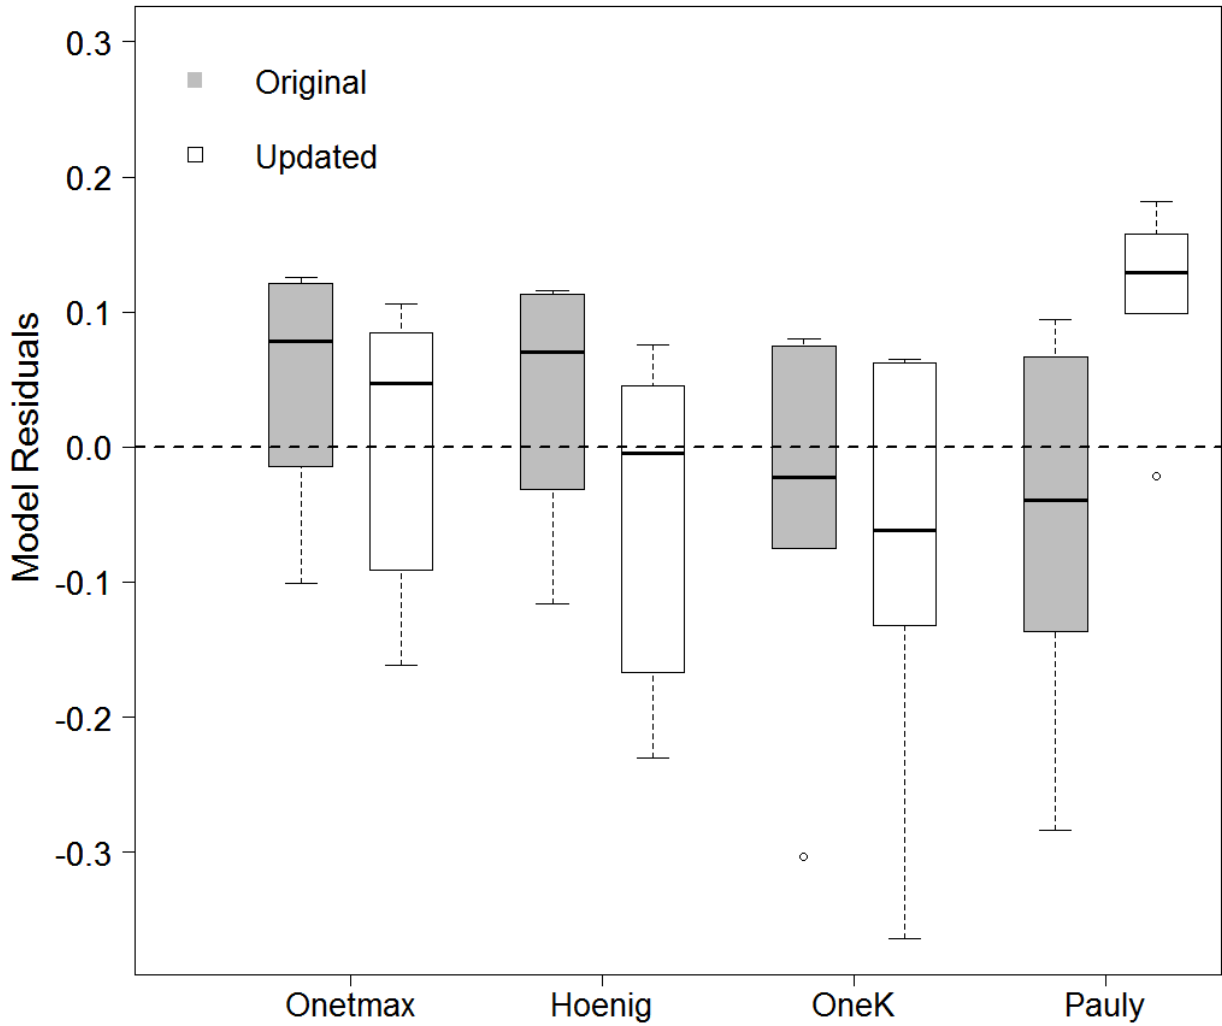 0.3
Original
Updated
0.2
0.1
0.0
-0.1
-0.2
-0.3
Model Residuals
Onetmax Hoenig OneK Pauly